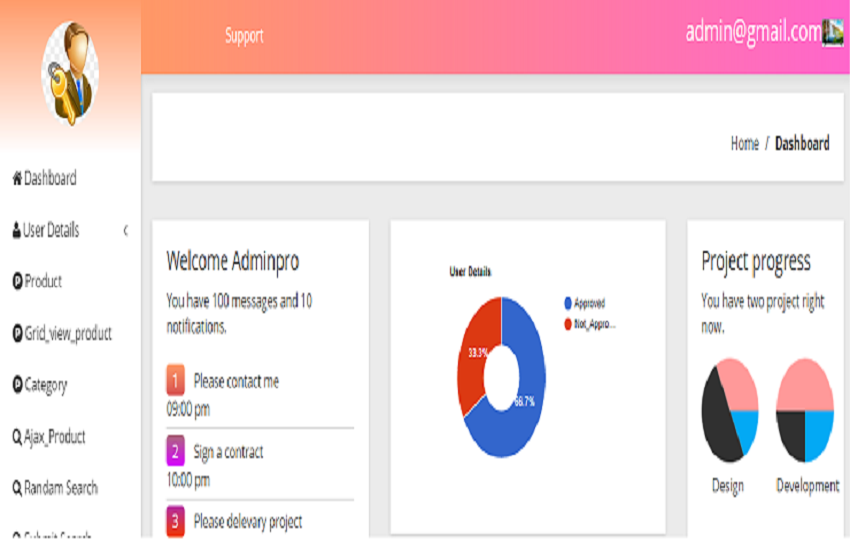 Support
admin@gmail.com
Home / Dashboard
Dashboard
User Details
Product
Grid_view_product
Category
Ajax_Product
Randam Search
Submit Search
Welcome Adminpro
You have 100 messages and 10
notifications.
1 Please contact me
09:00 pm
2 Sign a contract
10:00 pm
3 Please delevary project
User Details
Approved
Not_Appro...
33.3%
66.7%
Project progress
You have two project right
now.
Design
Development